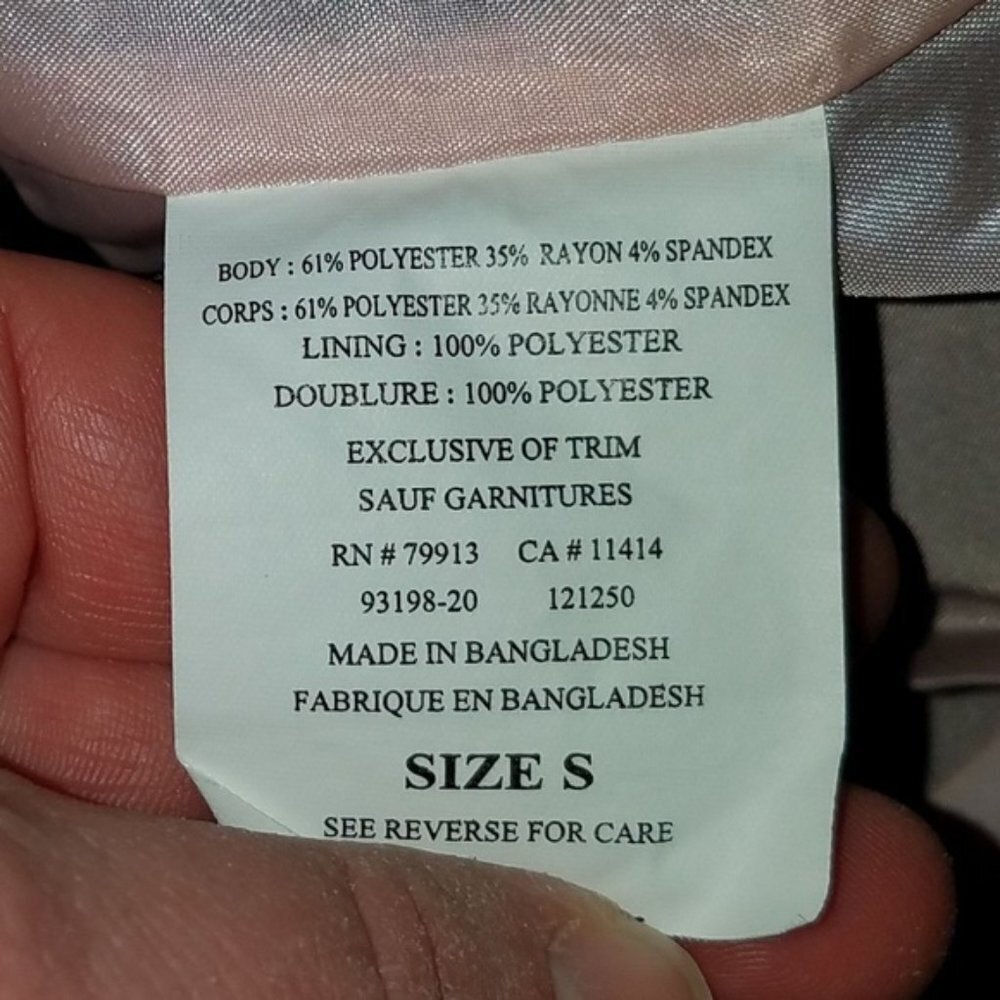 BODY : 61% POLYESTER 35% RAYON 4% SPANDEX
CORPS : 61% POLYESTER 35% RAYONNE 4% SPANDEX
LINING : 100% POLYESTER
DOUBLURE : 100% POLYESTER
EXCLUSIVE OF TRIM
SAUF GARNITURES
RN # 79913 CA # 11414
93198-20 121250
MADE IN BANGLADESH
FABRIQUE EN BANGLADESH
SIZE S
SEE REVERSE FOR CARE